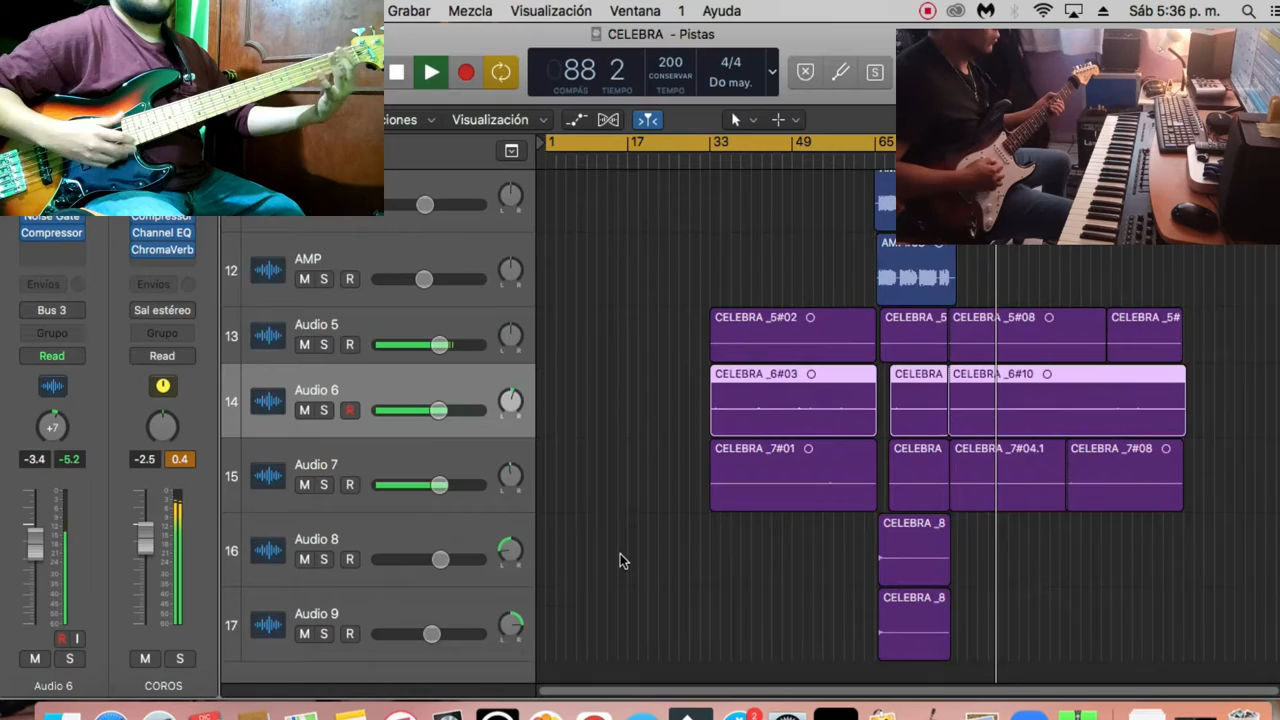 Grabar Mezcla Visualización Ventana 1 Ayuda Sáb 5:36 p. m.
CELEBRA - Pistas
88 2 200 4/4
CONSERVAR Do may.
COMPÁS TIEMPO TEMPO
S
ciones Visualización
1 17 33 49 65
Noise Gate Compressor
Compressor Channel EQ
ChromaVerb
Envíos Envíos
Bus 3 Sal estéreo
Grupo Grupo
Read Read
+7
-3.4 -5.2 -2.5 0.4
R I
M S M S
Audio 6 COROS
L R
12 AMP
M S R L R
13 Audio 5
M S R L R
14 Audio 6
M S R L R
15 Audio 7
M S R L R
16 Audio 8
M S R L R
17 Audio 9
M S R L R
CELEBRA _5#02 CELEBRA _5 CELEBRA _5#08 CELEBRA _5#
CELEBRA _6#03 CELEBRA CELEBRA _6#10
CELEBRA _7#01 CELEBRA CELEBRA _7#04.1 CELEBRA _7#08
CELEBRA _8
CELEBRA _8